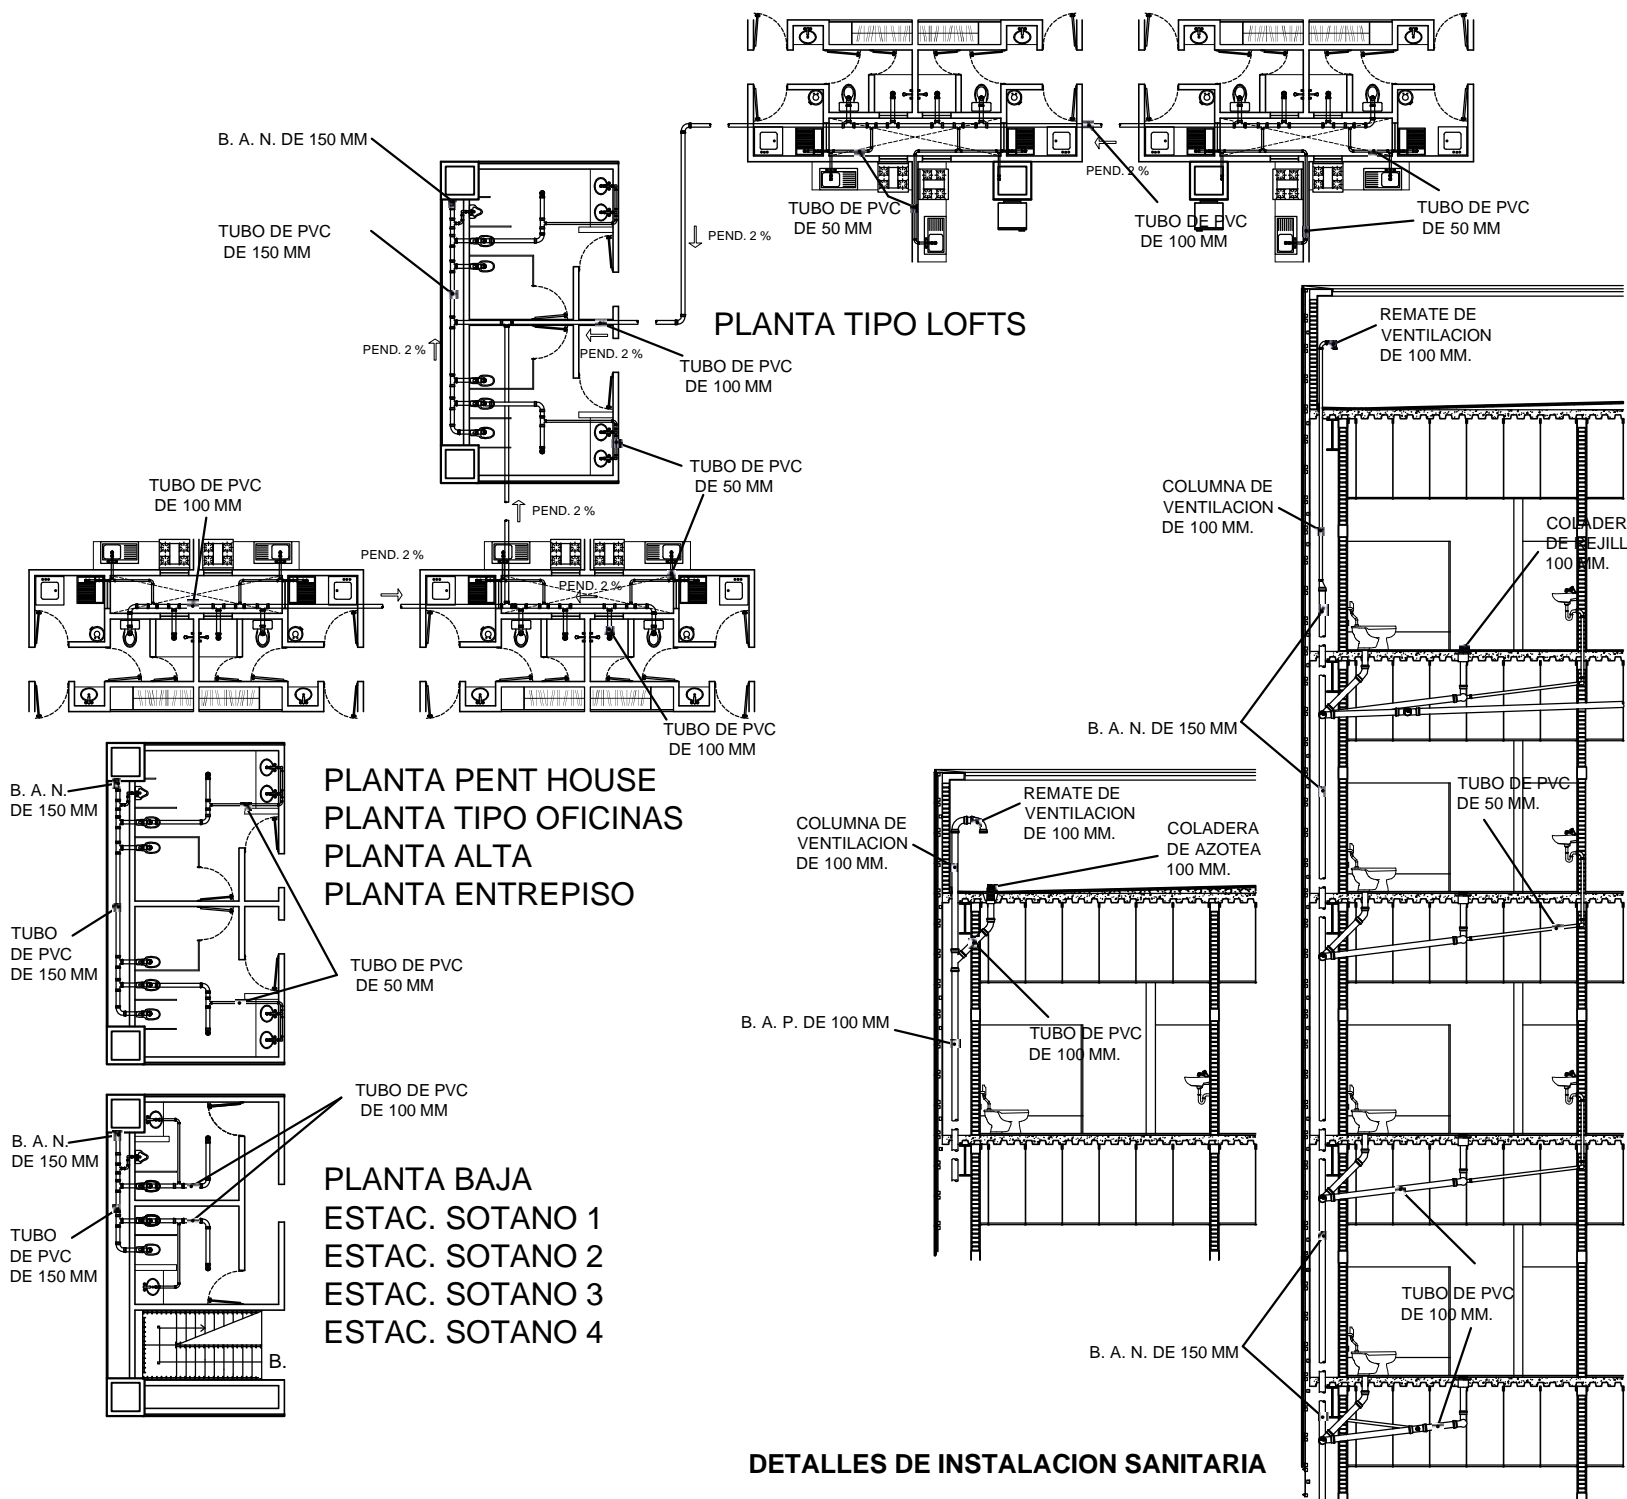 B. A. N. DE 150 MM
TUBO DE PVC
DE 150 MM
PEND. 2 %
PEND. 2 %
TUBO DE PVC
DE 100 MM
PEND. 2 %
TUBO DE PVC
DE 50 MM
PEND. 2 %
TUBO DE PVC
DE 50 MM
PEND. 2 %
TUBO DE PVC
DE 100 MM
TUBO DE PVC
DE 50 MM
PLANTA TIPO LOFTS
TUBO DE PVC
DE 100 MM
PEND. 2 %
PEND. 2 %
TUBO DE PVC
DE 100 MM
B. A. N.
DE 150 MM
TUBO
DE PVC
DE 150 MM
TUBO DE PVC
DE 50 MM
PLANTA PENT HOUSE
PLANTA TIPO OFICINAS
PLANTA ALTA
PLANTA ENTREPISO
TUBO DE PVC
DE 100 MM
B. A. N.
DE 150 MM
TUBO
DE PVC
DE 150 MM
B.
PLANTA BAJA
ESTAC. SOTANO 1
ESTAC. SOTANO 2
ESTAC. SOTANO 3
ESTAC. SOTANO 4
COLUMNA DE
VENTILACION
DE 100 MM.
REMATE DE
VENTILACION
DE 100 MM.
COLADERA
DE AZOTEA
100 MM.
B. A. P. DE 100 MM
TUBO DE PVC
DE 100 MM.
REMATE DE
VENTILACION
DE 100 MM.
COLUMNA DE
VENTILACION
DE 100 MM.
COLADER
DE REJILL
100 MM.
B. A. N. DE 150 MM
TUBO DE PVC
DE 50 MM.
TUBO DE PVC
DE 100 MM.
B. A. N. DE 150 MM
DETALLES DE INSTALACION SANITARIA